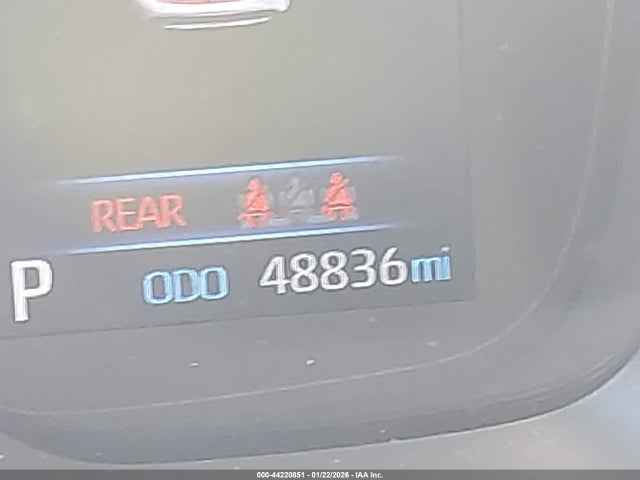 REAR
P ODO 48836mi
000-44220851 - 01/22/2026 - IAA Inc.